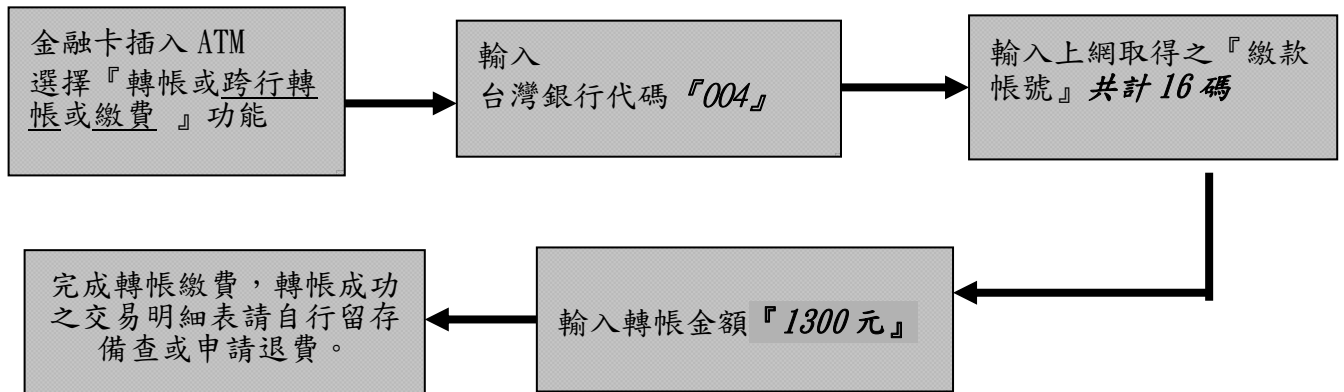 金融卡插入 ATM
選擇『轉帳或跨行轉
帳或繳費 』功能
輸入
台灣銀行代碼『004』
輸入上網取得之『繳款
帳號』共計 16 碼
輸入轉帳金額『1300 元』
完成轉帳繳費，轉帳成功
之交易明細表請自行留存
備查或申請退費。